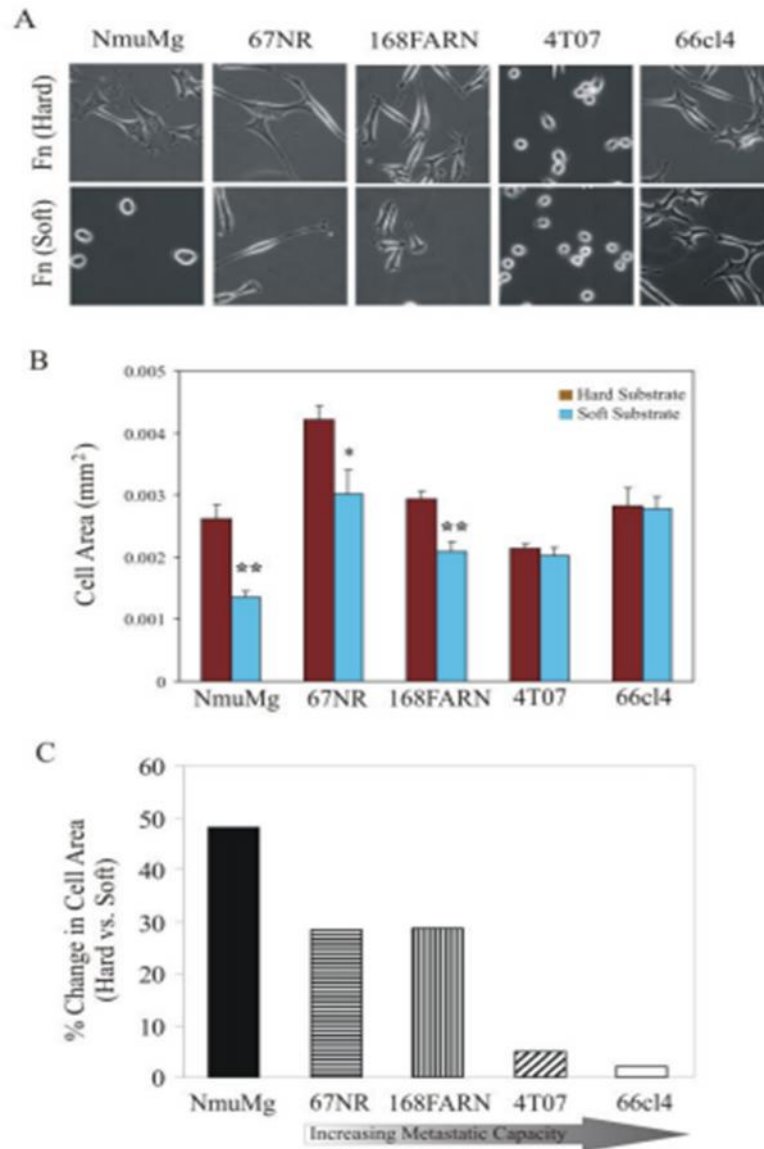 A
NmuMg 67NR 168FARN 4T07 66cl4
Fn (Hard)
Fn (Soft)
B
0.005
0.004
0.003
0.002
0.001
0
Cell Area (mm²)
Hard Substrate
Soft Substrate
** * **
NmuMg 67NR 168FARN 4T07 66cl4
C
60
50
40
30
20
10
0
% Change in Cell Area
(Hard vs. Soft)
NmuMg 67NR 168FARN 4T07 66cl4
Increasing Metastatic Capacity